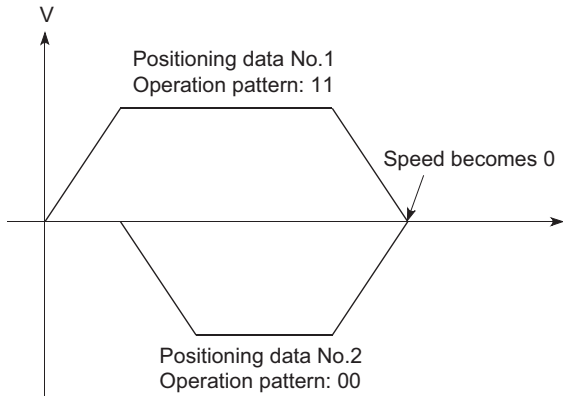 V
Positioning data No.1
Operation pattern: 11
Speed becomes 0
Positioning data No.2
Operation pattern: 00